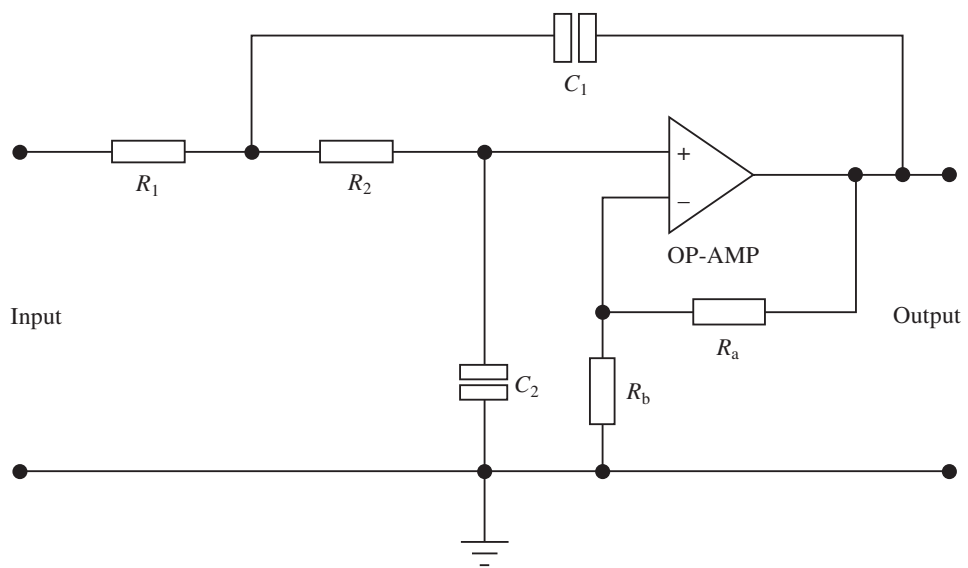 C1
R1
R2
+
−
OP-AMP
Input
Output
Ra
C2
Rb